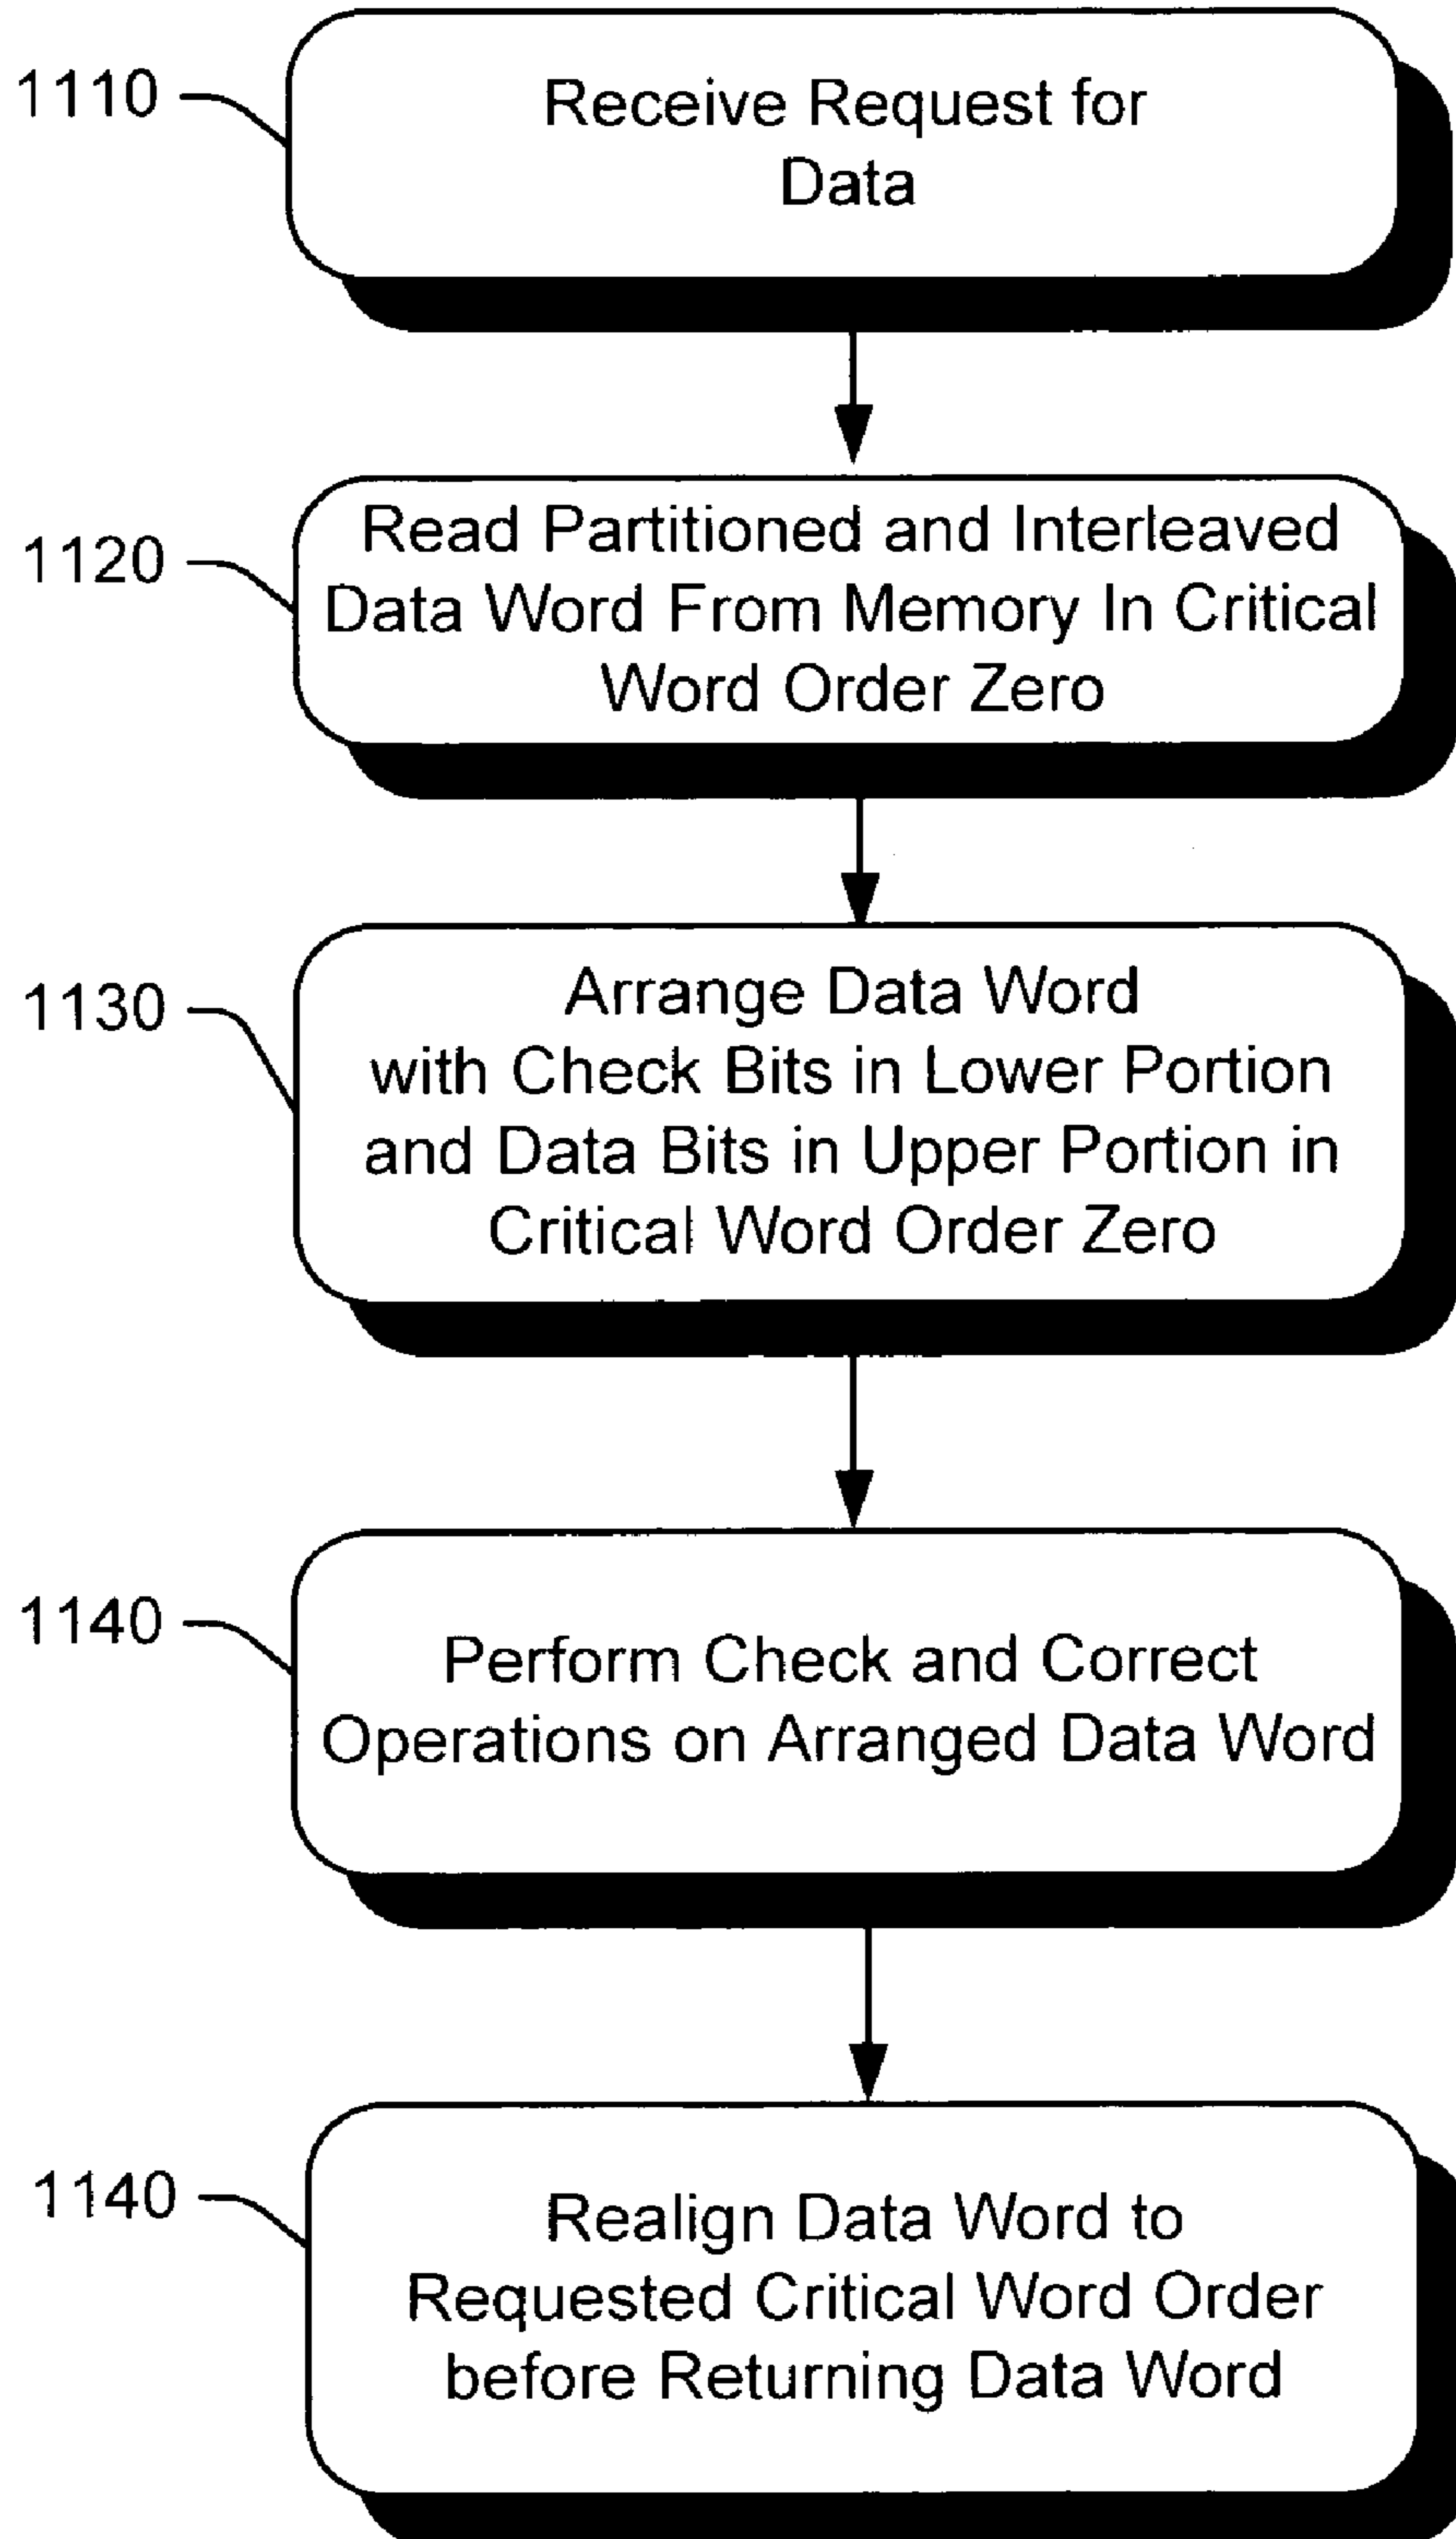 1110
Receive Request for
Data
1120
Read Partitioned and Interleaved
Data Word From Memory In Critical
Word Order Zero
1130
Arrange Data Word
with Check Bits in Lower Portion
and Data Bits in Upper Portion in
Critical Word Order Zero
1140
Perform Check and Correct
Operations on Arranged Data Word
1140
Realign Data Word to
Requested Critical Word Order
before Returning Data Word